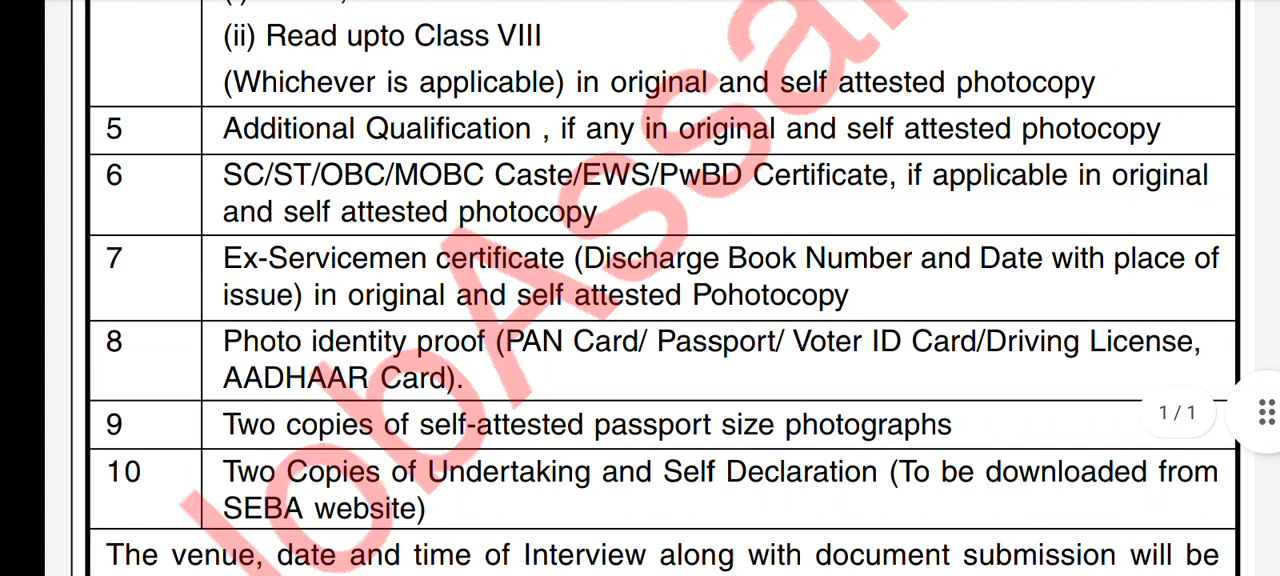 (ii) Read upto Class VIII
(Whichever is applicable) in original and self attested photocopy
5 Additional Qualification , if any in original and self attested photocopy
6 SC/ST/OBC/MOBC Caste/EWS/PwBD Certificate, if applicable in original
and self attested photocopy
7 Ex-Servicemen certificate (Discharge Book Number and Date with place of
issue) in original and self attested Pohotocopy
8 Photo identity proof (PAN Card/ Passport/ Voter ID Card/Driving License,
AADHAAR Card).
1 / 1
9 Two copies of self-attested passport size photographs
10 Two Copies of Undertaking and Self Declaration (To be downloaded from
SEBA website)
The venue, date and time of Interview along with document submission will be